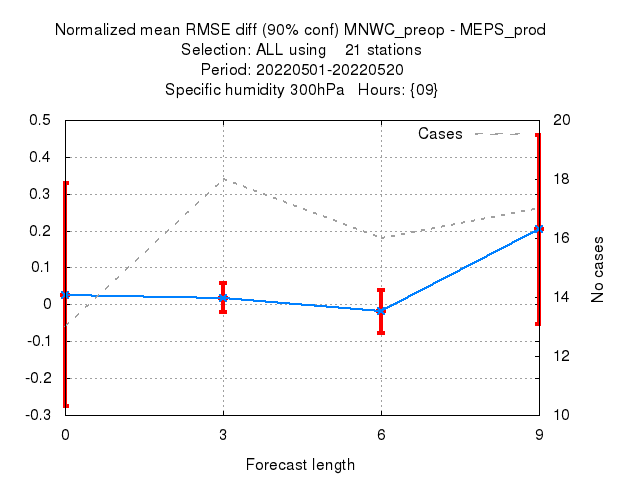 Normalized mean RMSE diff (90% conf) MNWC_preop - MEPS_prod
Selection: ALL using    21 stations
Period: 20220501-20220520
Specific humidity 300hPa   Hours: {09}
Cases
0.5
0.4
0.3
0.2
0.1
0
-0.1
-0.2
-0.3
20
18
16
14
12
10
No cases
0 3 6 9
Forecast length